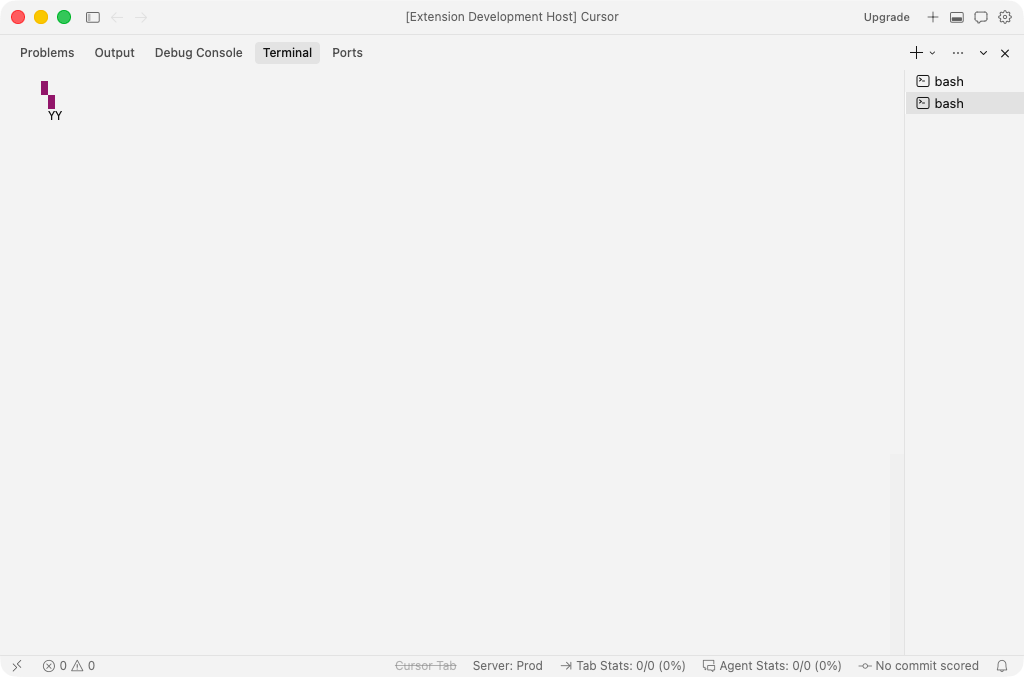 [Extension Development Host] Cursor
Upgrade
Problems Output Debug Console Terminal Ports
bash
bash
YY
0 0 Cursor Tab Server: Prod Tab Stats: 0/0 (0%) Agent Stats: 0/0 (0%) No commit scored